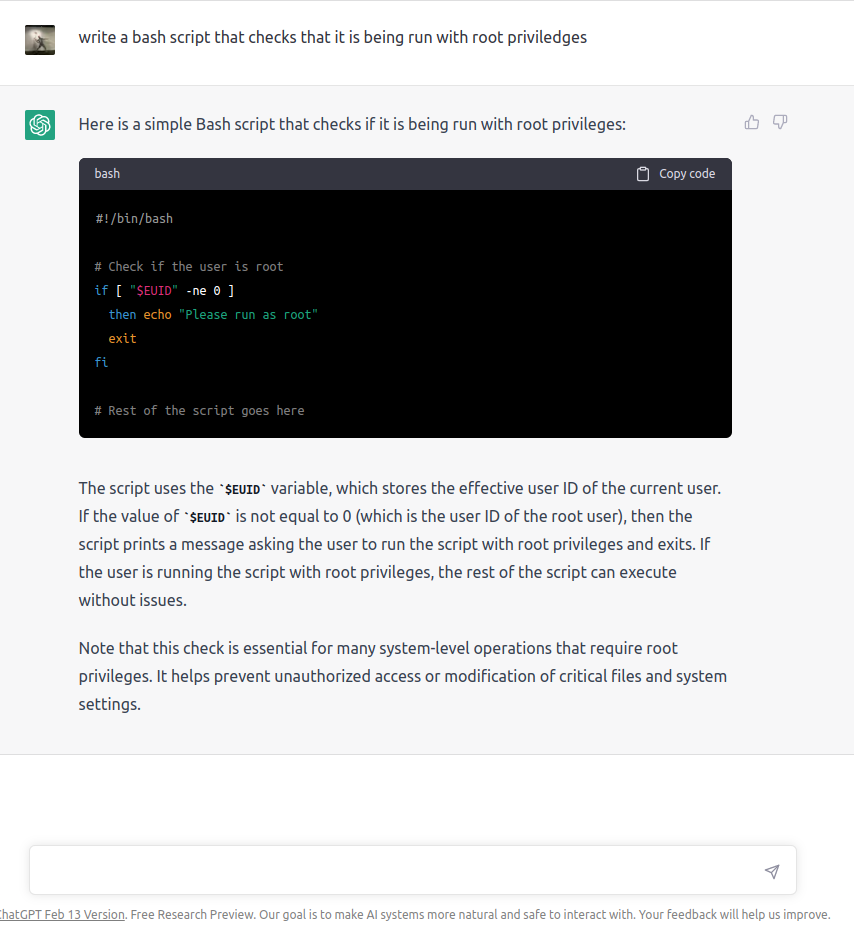 write a bash script that checks that it is being run with root priviledges
Here is a simple Bash script that checks if it is being run with root privileges:
bash
Copy code
#!/bin/bash
# Check if the user is root
if [ "$EUID" -ne 0 ]
  then echo "Please run as root"
  exit
fi
# Rest of the script goes here
The script uses the `$EUID` variable, which stores the effective user ID of the current user.
If the value of `$EUID` is not equal to 0 (which is the user ID of the root user), then the
script prints a message asking the user to run the script with root privileges and exits. If
the user is running the script with root privileges, the rest of the script can execute
without issues.
Note that this check is essential for many system-level operations that require root
privileges. It helps prevent unauthorized access or modification of critical files and system
settings.
hatGPT Feb 13 Version. Free Research Preview. Our goal is to make AI systems more natural and safe to interact with. Your feedback will help us improve.